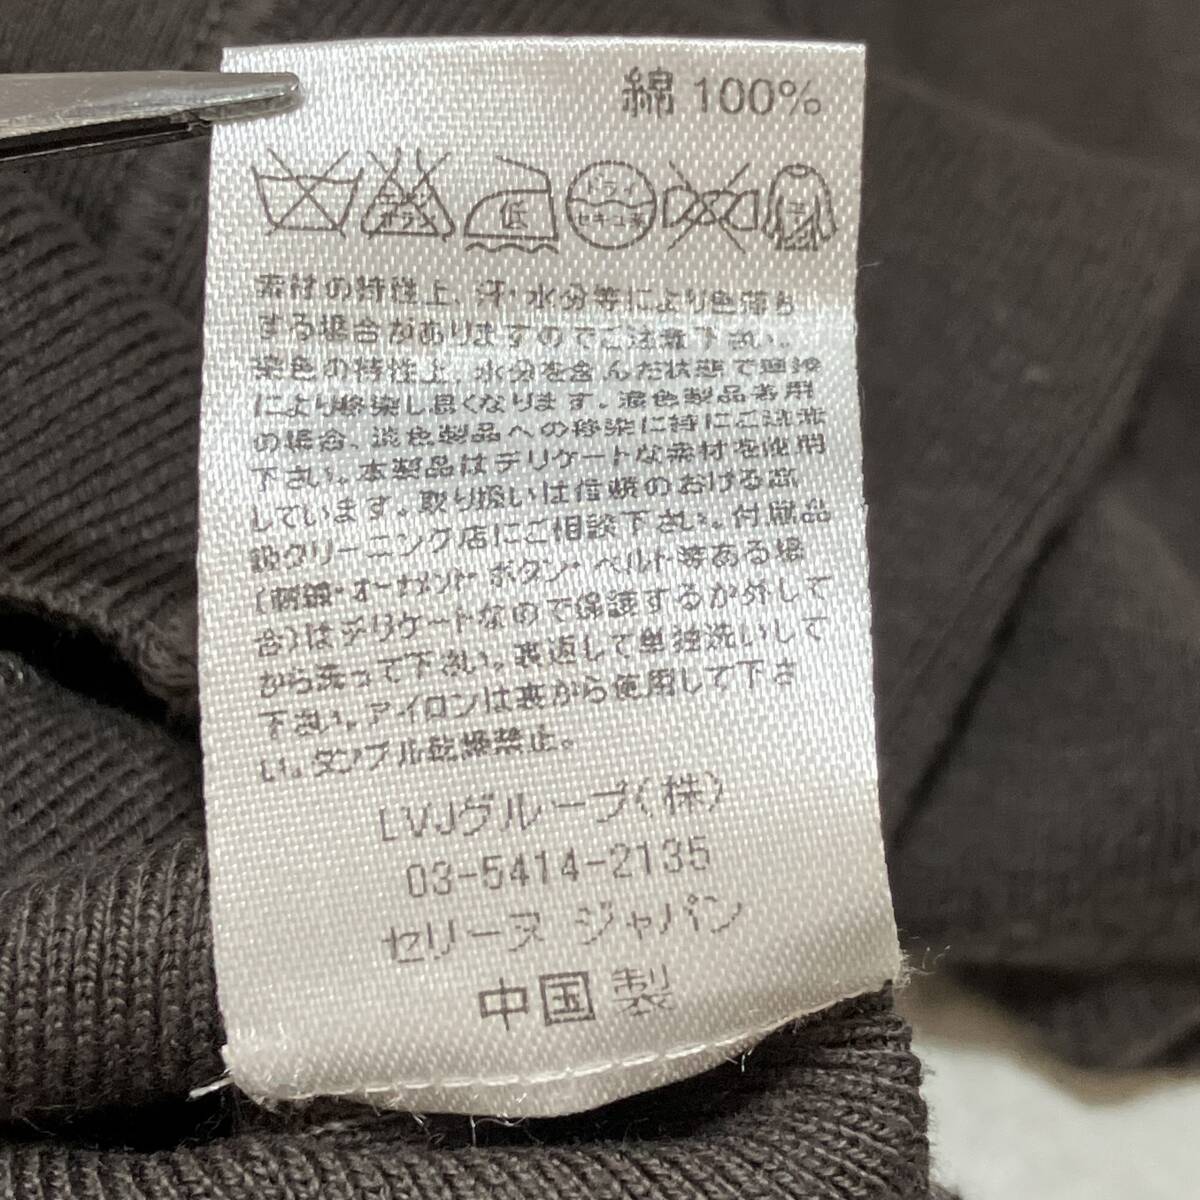 綿 100%
低
ドライ
セキユ系
素材の特性上、汗・水分等により色落ち
する場合がありますのでご注意下さい。
染色の特性上、水分を含んだ状態で直接
により移染し易くなります。濃色製品着用
の場合、淡色製品への移染に特にご注意
下さい。本製品はデリケートな素材を使用
しています。取り扱いは信頼のおける高
級クリーニング店にご相談下さい。付属品
(刺繍・オーナメント・ボタン・ベルト等ある場
合)はデリケートなので保護するか外して
から洗って下さい。裏返して単独洗いして
下さい。アイロンは裏から使用して下さ
い。タンブル乾燥禁止。
LVJグループ(株)
03-5414-2135
セリーヌ ジャパン
中国製